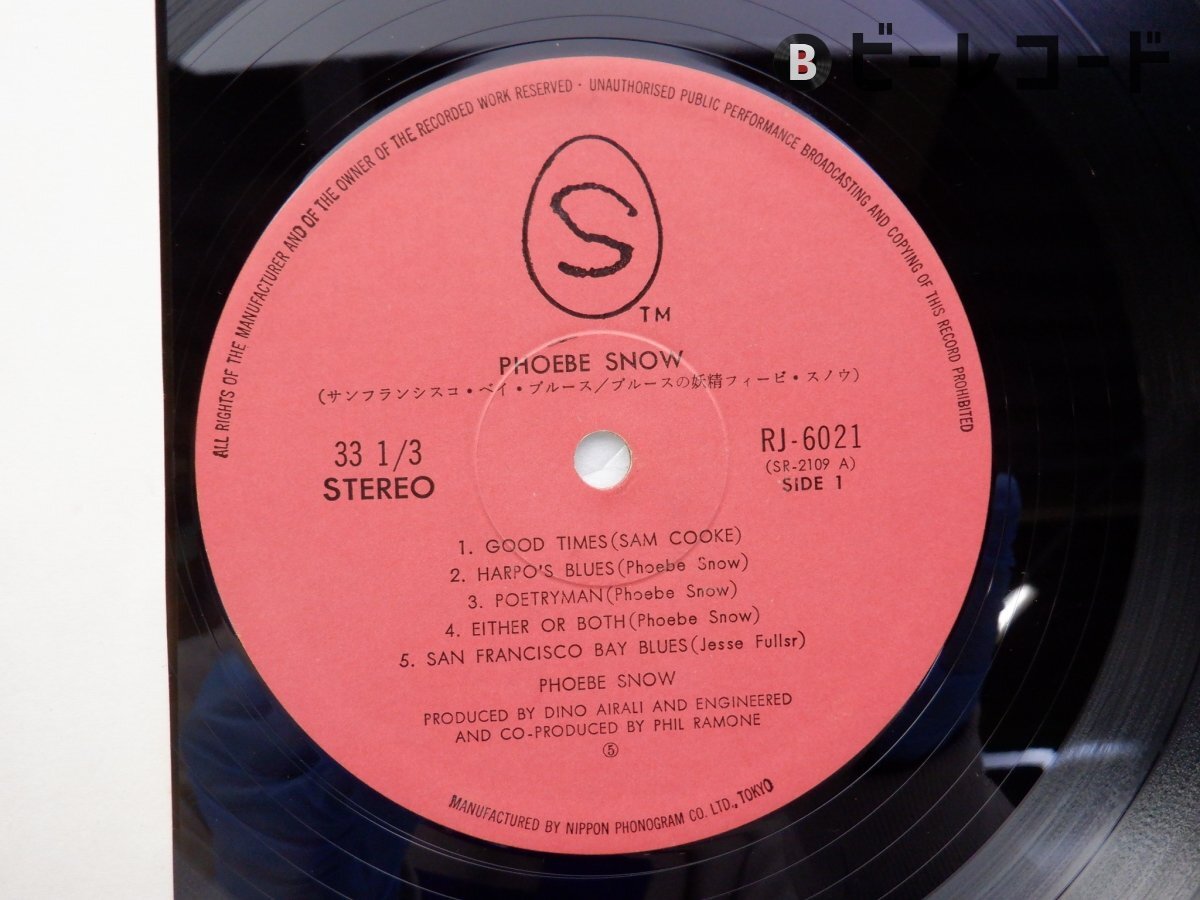 B ビーレコード
ALL RIGHTS OF THE MANUFACTURER AND OF THE OWNER OF THE RECORDED WORK RESERVED · UNAUTHORISED PUBLIC PERFORMANCE BROADCASTING AND COPYING OF THIS RECORD PROHIBITED
S
TM
PHOEBE SNOW
(サンフランシスコ・ベイ・ブルース/ブルースの妖精フィービ・スノウ)
33 1/3
STEREO
RJ-6021
(SR-2109 A)
SIDE 1
1. GOOD TIMES(SAM COOKE)
2. HARPO'S BLUES(Phoebe Snow)
3. POETRYMAN(Phoebe Snow)
4. EITHER OR BOTH(Phoebe Snow)
5. SAN FRANCISCO BAY BLUES(Jesse Fullsr)
PHOEBE SNOW
PRODUCED BY DINO AIRALI AND ENGINEERED
AND CO-PRODUCED BY PHIL RAMONE
⑤
MANUFACTURED BY NIPPON PHONOGRAM CO. LTD., TOKYO